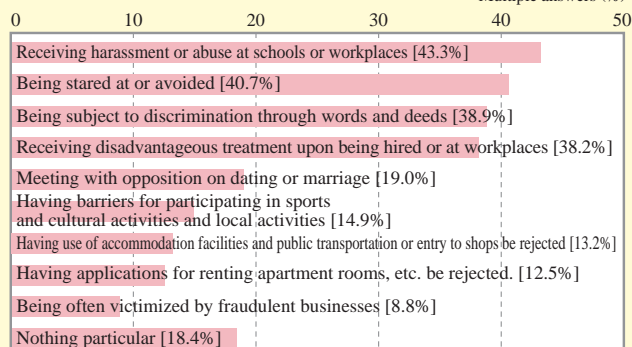 Multiple answers (%)
0 10 20 30 40 50
Receiving harassment or abuse at schools or workplaces [43.3%]
Being stared at or avoided [40.7%]
Being subject to discrimination through words and deeds [38.9%]
Receiving disadvantageous treatment upon being hired or at workplaces [38.2%]
Meeting with opposition on dating or marriage [19.0%]
Having barriers for participating in sports
and cultural activities and local activities [14.9%]
Having use of accommodation facilities and public transportation or entry to shops be rejected [13.2%]
Having applications for renting apartment rooms, etc. be rejected. [12.5%]
Being often victimized by fraudulent businesses [8.8%]
Nothing particular [18.4%]